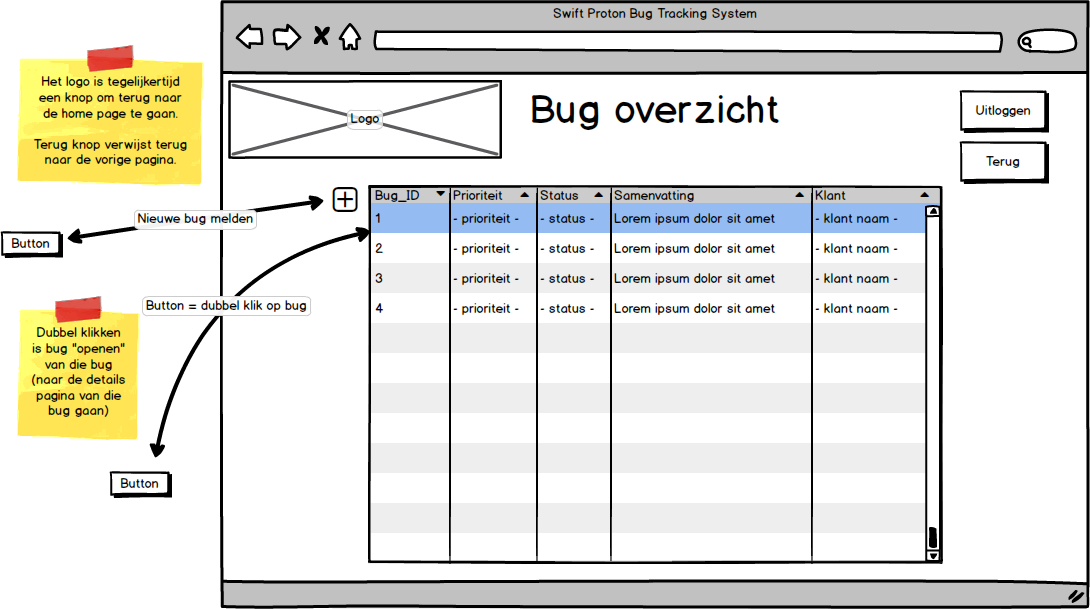 Swift Proton Bug Tracking System
Het logo is tegelijkertijd
een knop om terug naar
de home page te gaan.
Terug knop verwijst terug
naar de vorige pagina.
Logo
Bug overzicht
Uitloggen
Terug
Nieuwe bug melden
Button
Bug_ID Prioriteit Status Samenvatting Klant
1 - prioriteit - - status - Lorem ipsum dolor sit amet - klant naam -
2 - prioriteit - - status - Lorem ipsum dolor sit amet - klant naam -
3 - prioriteit - - status - Lorem ipsum dolor sit amet - klant naam -
4 - prioriteit - - status - Lorem ipsum dolor sit amet - klant naam -
Button = dubbel klik op bug
Dubbel klikken
is bug "openen"
van die bug
(naar de details
pagina van die
bug gaan)
Button